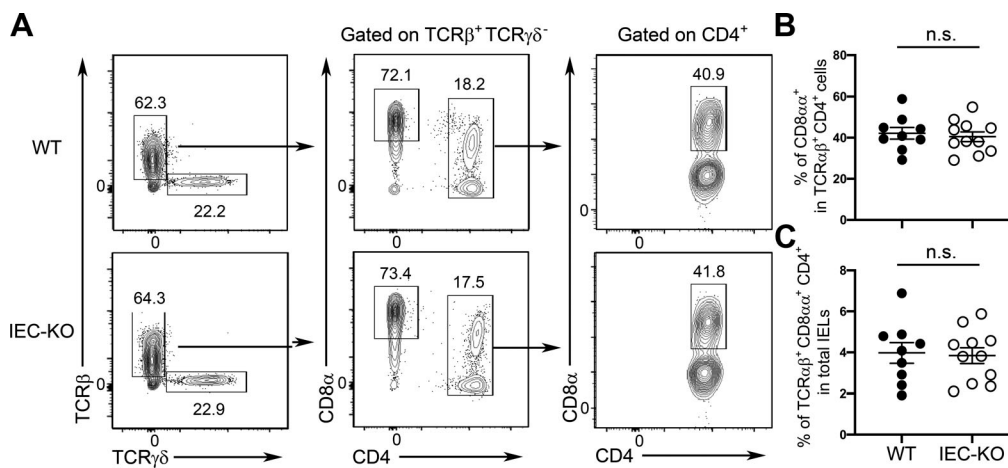 A
Gated on TCRβ⁺ TCRγδ⁻
Gated on CD4⁺
WT
62.3
22.2
0
0
72.1
18.2
0
0
40.9
0
0
IEC-KO
64.3
22.9
0
0
73.4
17.5
0
0
41.8
0
0
TCRβ
TCRγδ
CD8α
CD4
CD8α
CD4
B
n.s.
% of CD8αα⁺
in TCRαβ⁺ CD4⁺ cells
80
60
40
20
0
C
n.s.
% of TCRαβ⁺ CD8αα⁺ CD4⁺
in total IELs
8
6
4
2
0
WT
IEC-KO